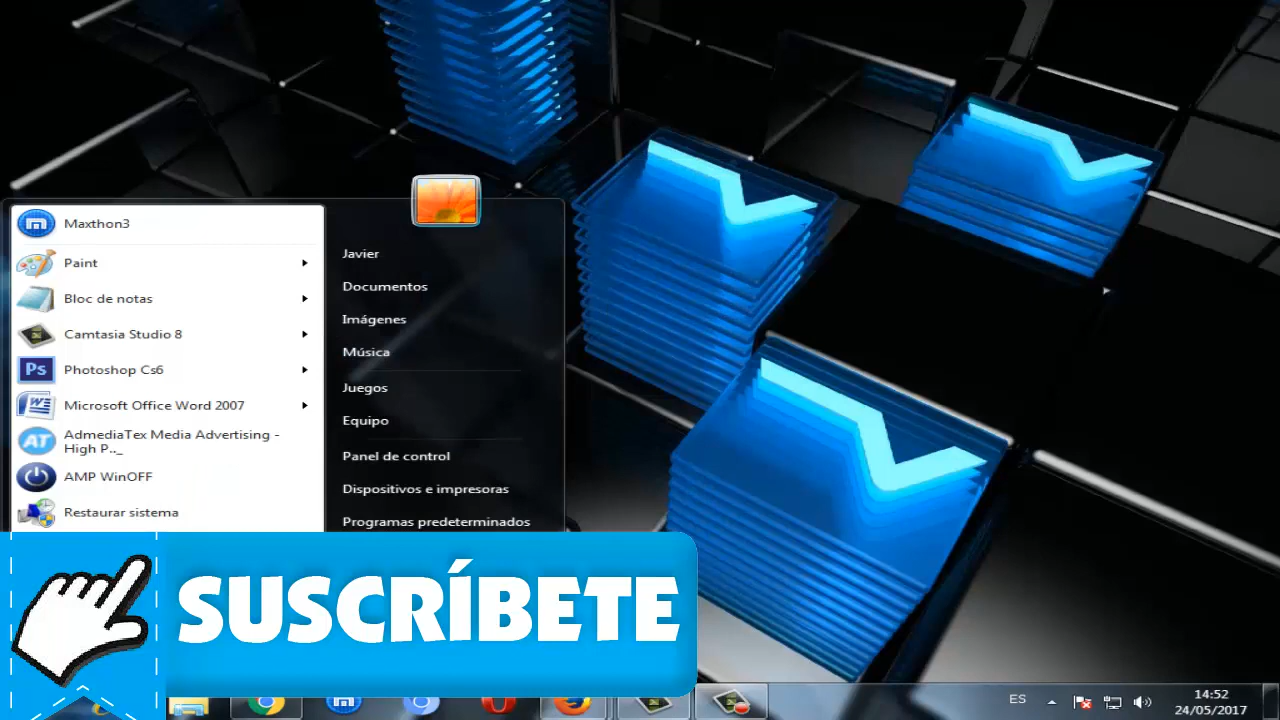 Maxthon3
Paint
Bloc de notas
Camtasia Studio 8
Ps
Photoshop Cs6
Microsoft Office Word 2007
AT
AdmediaTex Media Advertising -
High P.._
AMP WinOFF
Restaurar sistema
Javier
Documentos
Imágenes
Música
Juegos
Equipo
Panel de control
Dispositivos e impresoras
Programas predeterminados
SUSCRÍBETE
ES
14:52
24/05/2017